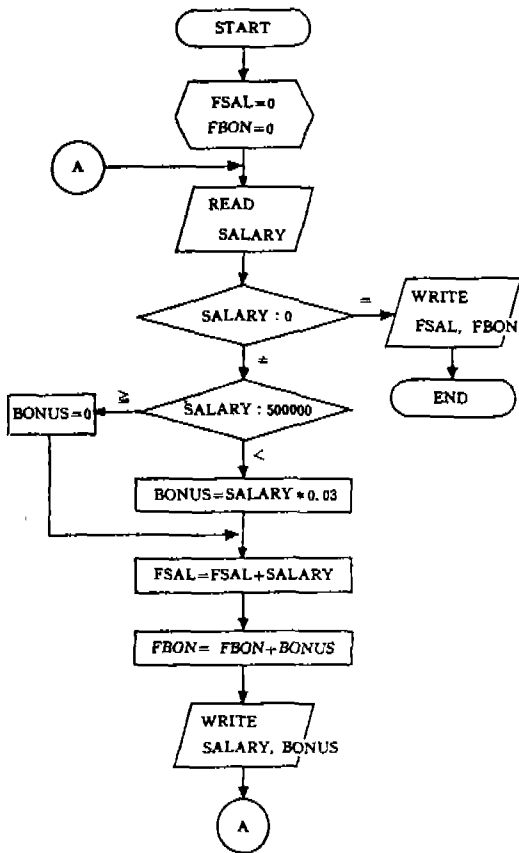 START
FSAL=0
FBON=0
A
READ
SALARY
SALARY : 0
=
WRITE
FSAL, FBON
≠
END
SALARY : 500000
≧
BONUS=0
<
BONUS=SALARY*0.03
FSAL=FSAL+SALARY
FBON= FBON+BONUS
WRITE
SALARY, BONUS
A